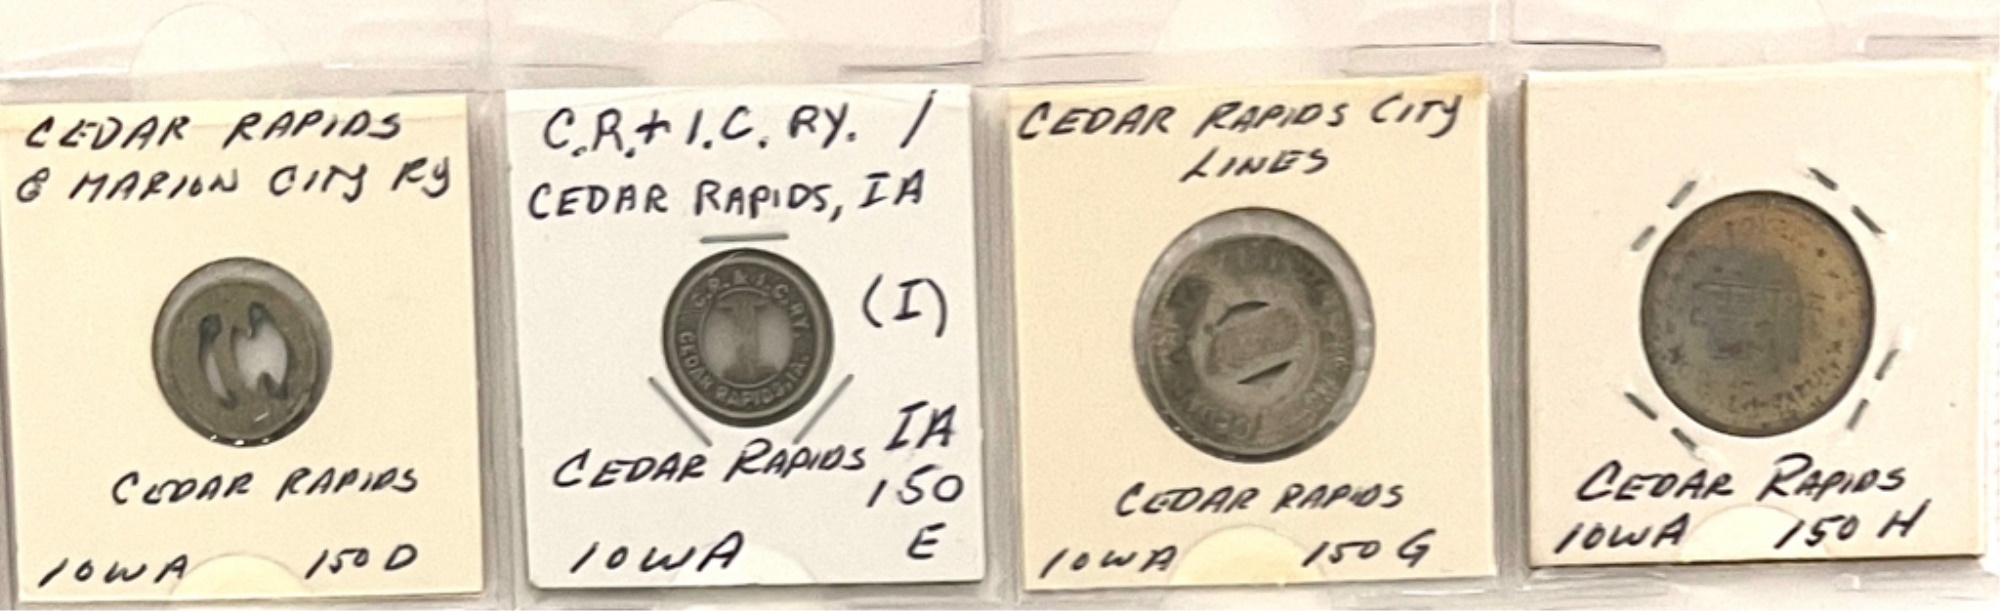 CEDAR RAPIDS
& MARION CITY RY
CEDAR RAPIDS
IOWA 150 D
C.R. + I.C. RY. /
CEDAR RAPIDS, IA
(I)
C.R. & I.C. RY.
I
CEDAR RAPIDS, IA.
IA
CEDAR RAPIDS
150
IOWA E
CEDAR RAPIDS CITY
LINES
CEDAR RAPIDS
IOWA 150 G
CEDAR RAPIDS
IOWA 150 H